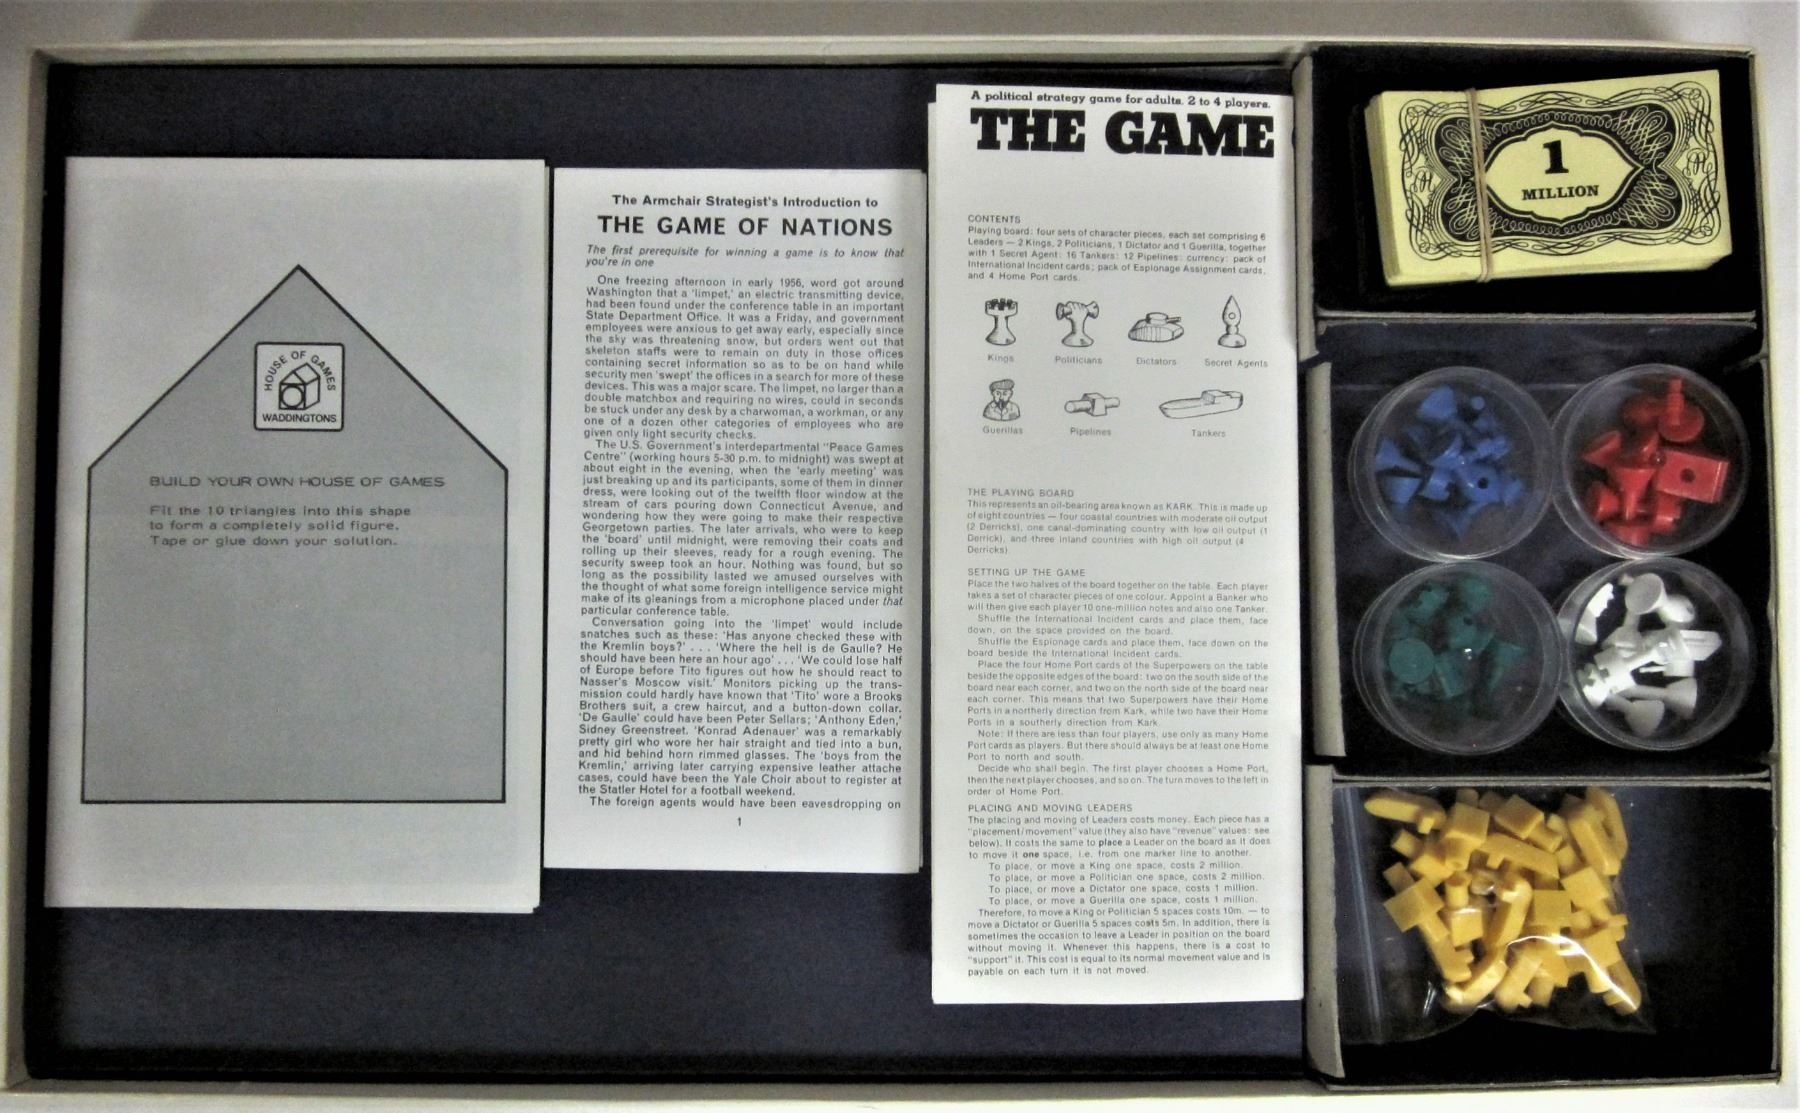 HOUSE OF GAMES
WADDINGTONS
BUILD YOUR OWN HOUSE OF GAMES
Fit the 10 triangles into this shape
to form a completely solid figure.
Tape or glue down your solution.
The Armchair Strategist's Introduction to
THE GAME OF NATIONS
The first prerequisite for winning a game is to know that
you're in one
One freezing afternoon in early 1956, word got around
Washington that a 'limpet,' an electric transmitting device,
had been found under the conference table in an important
State Department Office. It was a Friday, and government
employees were anxious to get away early, especially since
the sky was threatening snow, but orders went out that
skeleton staffs were to remain on duty in those offices
containing secret information so as to be on hand while
security men 'swept' the offices in a search for more of these
devices. This was a major scare. The limpet, no larger than a
double matchbox and requiring no wires, could in seconds
be stuck under any desk by a charwoman, a workman, or any
one of a dozen other categories of employees who are
given only light security checks.
The U.S. Government's interdepartmental "Peace Games
Centre" (working hours 5-30 p.m. to midnight) was swept at
about eight in the evening, when the 'early meeting' was
just breaking up and its participants, some of them in dinner
dress, were looking out of the twelfth floor window at the
stream of cars pouring down Connecticut Avenue, and
wondering how they were going to make their respective
Georgetown parties. The later arrivals, who were to keep
the 'board' until midnight, were removing their coats and
rolling up their sleeves, ready for a rough evening. The
security sweep took an hour. Nothing was found, but so
long as the possibility lasted we amused ourselves with
the thought of what some foreign intelligence service might
make of its gleanings from a microphone placed under that
particular conference table.
Conversation going into the 'limpet' would include
snatches such as these: 'Has anyone checked these with
the Kremlin boys?' . . . 'Where the hell is de Gaulle? He
should have been here an hour ago' . . . 'We could lose half
of Europe before Tito figures out how he should react to
Nasser's Moscow visit.' Monitors picking up the trans-
mission could hardly have known that 'Tito' wore a Brooks
Brothers suit, a crew haircut, and a button-down collar.
'De Gaulle' could have been Peter Sellars; 'Anthony Eden,'
Sidney Greenstreet. 'Konrad Adenauer' was a remarkably
pretty girl who wore her hair straight and tied into a bun,
and hid behind horn rimmed glasses. The 'boys from the
Kremlin,' arriving later carrying expensive leather attache
cases, could have been the Yale Choir about to register at
the Statler Hotel for a football weekend.
The foreign agents would have been eavesdropping on
1
A political strategy game for adults. 2 to 4 players.
THE GAME
CONTENTS
Playing board: four sets of character pieces, each set comprising 6
Leaders — 2 Kings, 2 Politicians, 1 Dictator and 1 Guerilla, together
with 1 Secret Agent: 16 Tankers: 12 Pipelines: currency: pack of
International Incident cards; pack of Espionage Assignment cards,
and 4 Home Port cards.
Kings
Politicians
Dictators
Secret Agents
Guerillas
Pipelines
Tankers
THE PLAYING BOARD
This represents an oil-bearing area known as KARK. This is made up
of eight countries — four coastal countries with moderate oil output
(2 Derricks), one canal-dominating country with low oil output (1
Derrick), and three inland countries with high oil output (4
Derricks).
SETTING UP THE GAME
Place the two halves of the board together on the table. Each player
takes a set of character pieces of one colour. Appoint a Banker who
will then give each player 10 one-million notes and also one Tanker.
Shuffle the International Incident cards and place them, face
down, on the space provided on the board.
Shuffle the Espionage cards and place them, face down on the
board beside the International Incident cards.
Place the four Home Port cards of the Superpowers on the table
beside the opposite edges of the board: two on the south side of the
board near each corner, and two on the north side of the board near
each corner. This means that two Superpowers have their Home
Ports in a northerly direction from Kark, while two have their Home
Ports in a southerly direction from Kark.
Note: If there are less than four players, use only as many Home
Port cards as players. But there should always be at least one Home
Port to north and south.
Decide who shall begin. The first player chooses a Home Port,
then the next player chooses, and so on. The turn moves to the left in
order of Home Port.
PLACING AND MOVING LEADERS
The placing and moving of Leaders costs money. Each piece has a
"placement/movement" value (they also have "revenue" values: see
below). It costs the same to place a Leader on the board as it does
to move it one space, i.e. from one marker line to another.
To place, or move a King one space, costs 2 million.
To place, or move a Politician one space, costs 2 million.
To place, or move a Dictator one space, costs 1 million.
To place, or move a Guerilla one space, costs 1 million.
Therefore, to move a King or Politician 5 spaces costs 10m. — to
move a Dictator or Guerilla 5 spaces costs 5m. In addition, there is
sometimes the occasion to leave a Leader in position on the board
without moving it. Whenever this happens, there is a cost to
"support" it. This cost is equal to its normal movement value and is
payable on each turn it is not moved.
1
MILLION